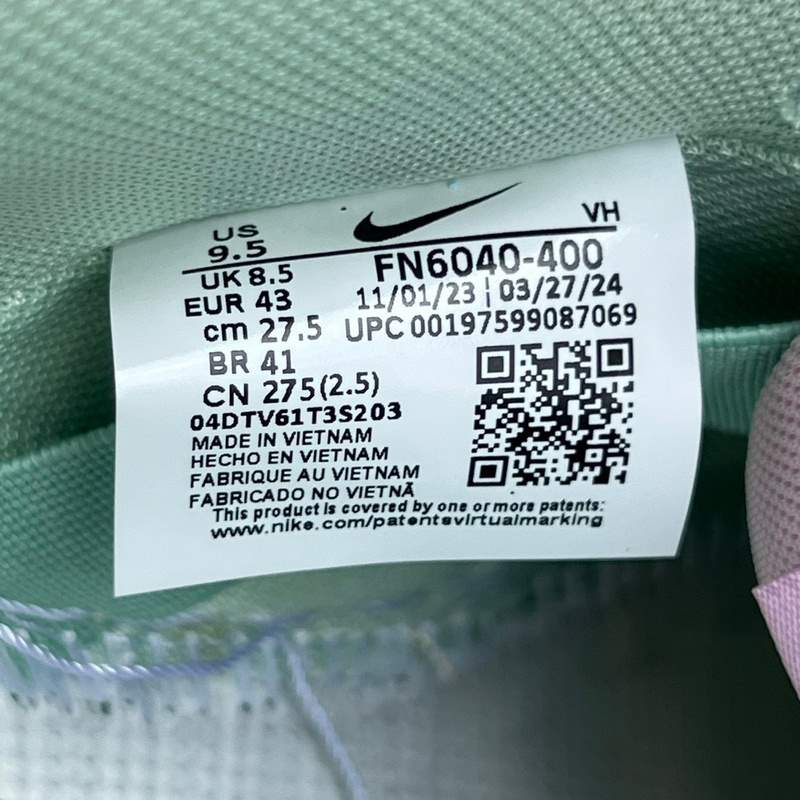 US
9.5
VH
UK 8.5
FN6040-400
EUR 43
11/01/23 | 03/27/24
cm 27.5
UPC 00197599087069
BR 41
CN 275(2.5)
04DTV61T3S203
MADE IN VIETNAM
HECHO EN VIETNAM
FABRIQUE AU VIETNAM
FABRICADO NO VIETNÃ
This product is covered by one or more patents:
www.nike.com/patentsvirtualmarking